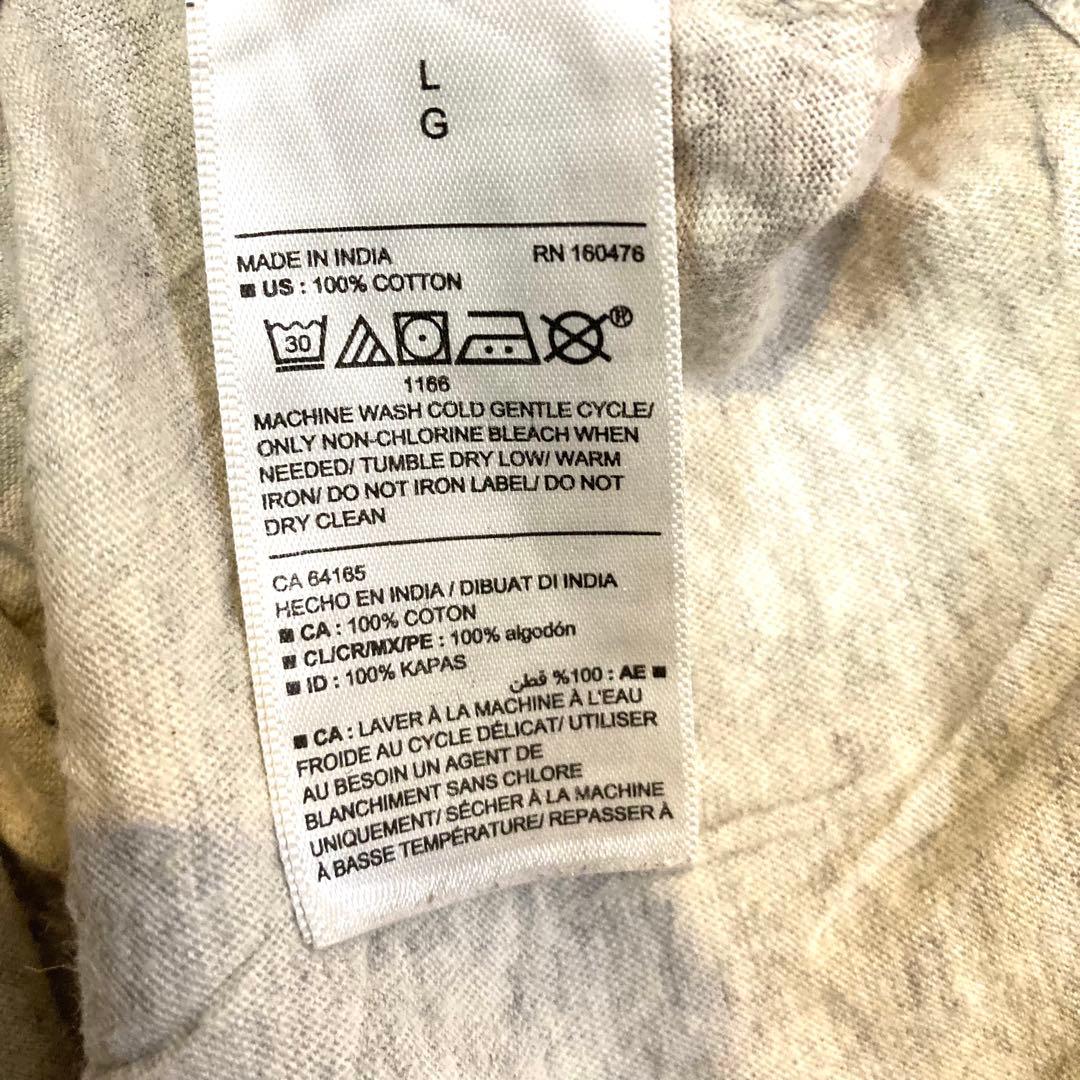 L
G
MADE IN INDIA RN 160476
■ US : 100% COTTON
30
®
1166
MACHINE WASH COLD GENTLE CYCLE/
ONLY NON-CHLORINE BLEACH WHEN
NEEDED/ TUMBLE DRY LOW/ WARM
IRON/ DO NOT IRON LABEL/ DO NOT
DRY CLEAN
CA 64165
HECHO EN INDIA / DIBUAT DI INDIA
■ CA : 100% COTON
■ CL/CR/MX/PE : 100% algodón
■ ID : 100% KAPAS
■ AE : 100% قطن
■ CA : LAVER À LA MACHINE À L'EAU
FROIDE AU CYCLE DÉLICAT/ UTILISER
AU BESOIN UN AGENT DE
BLANCHIMENT SANS CHLORE
UNIQUEMENT/ SÉCHER À LA MACHINE
À BASSE TEMPÉRATURE/ REPASSER À